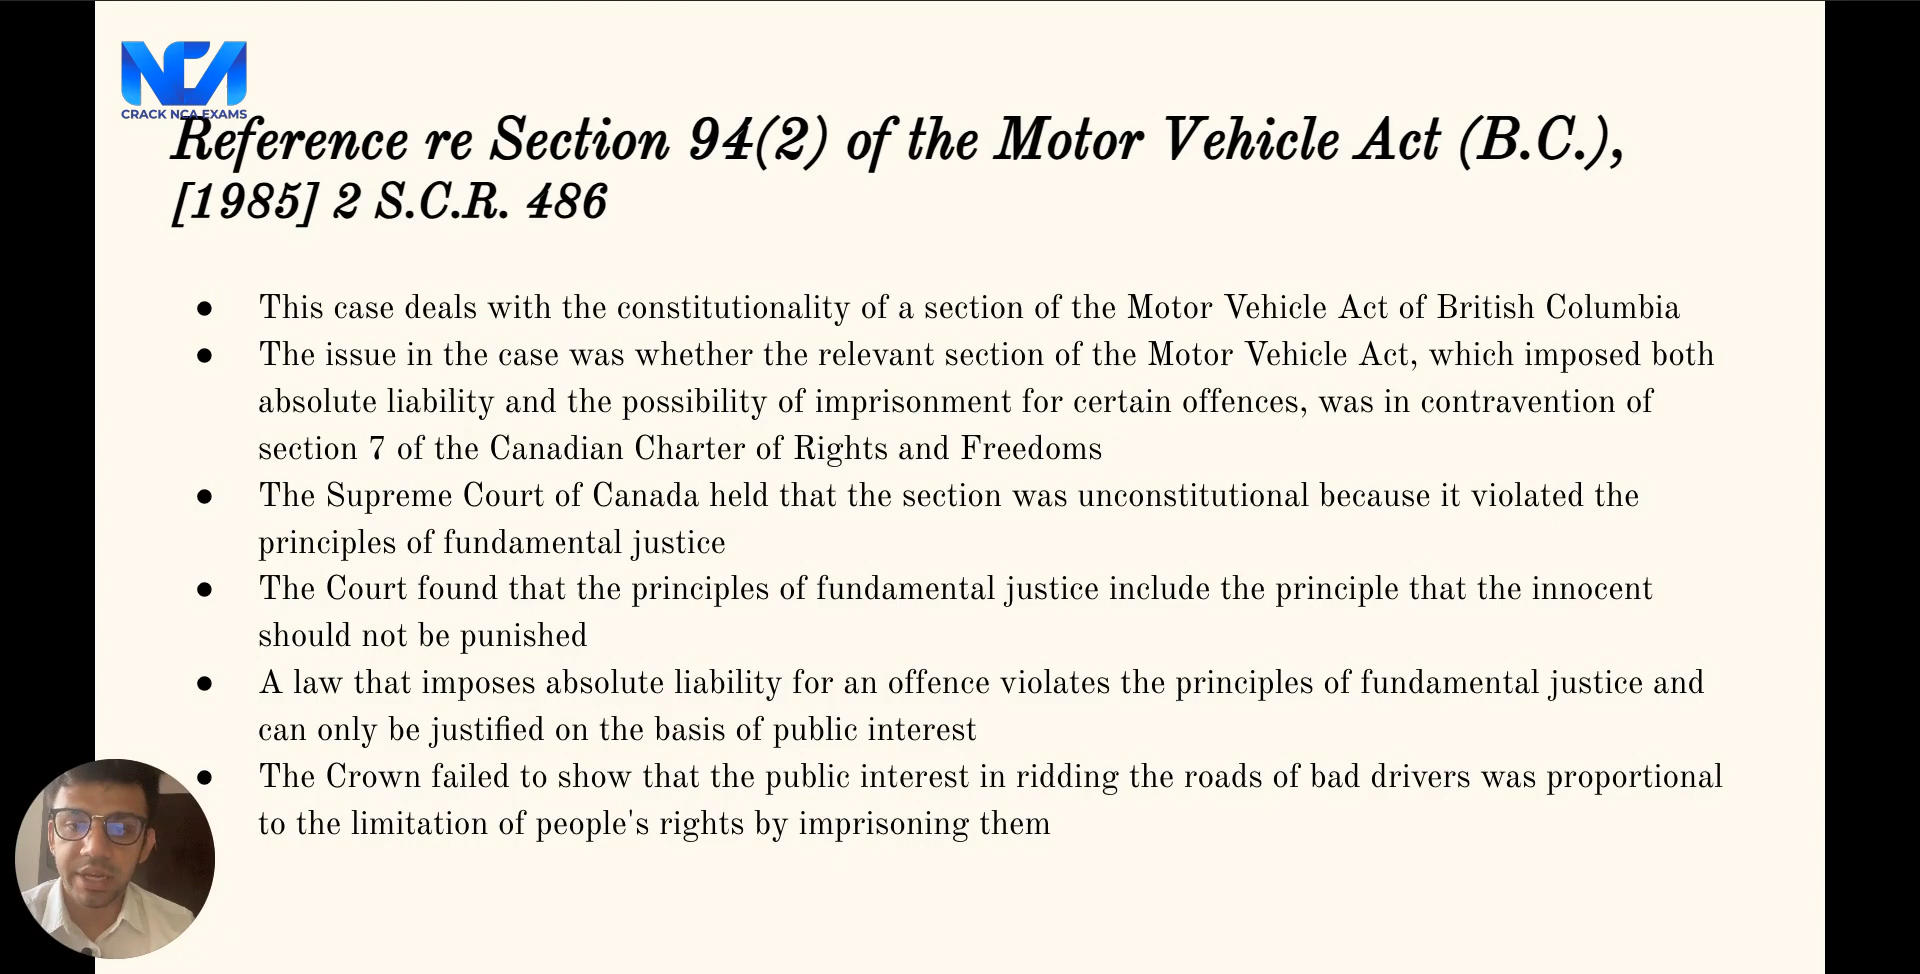 NCA
CRACK NCA EXAMS
Reference re Section 94(2) of the Motor Vehicle Act (B.C.),
[1985] 2 S.C.R. 486
● This case deals with the constitutionality of a section of the Motor Vehicle Act of British Columbia
● The issue in the case was whether the relevant section of the Motor Vehicle Act, which imposed both
absolute liability and the possibility of imprisonment for certain offences, was in contravention of
section 7 of the Canadian Charter of Rights and Freedoms
● The Supreme Court of Canada held that the section was unconstitutional because it violated the
principles of fundamental justice
● The Court found that the principles of fundamental justice include the principle that the innocent
should not be punished
● A law that imposes absolute liability for an offence violates the principles of fundamental justice and
can only be justified on the basis of public interest
● The Crown failed to show that the public interest in ridding the roads of bad drivers was proportional
to the limitation of people's rights by imprisoning them